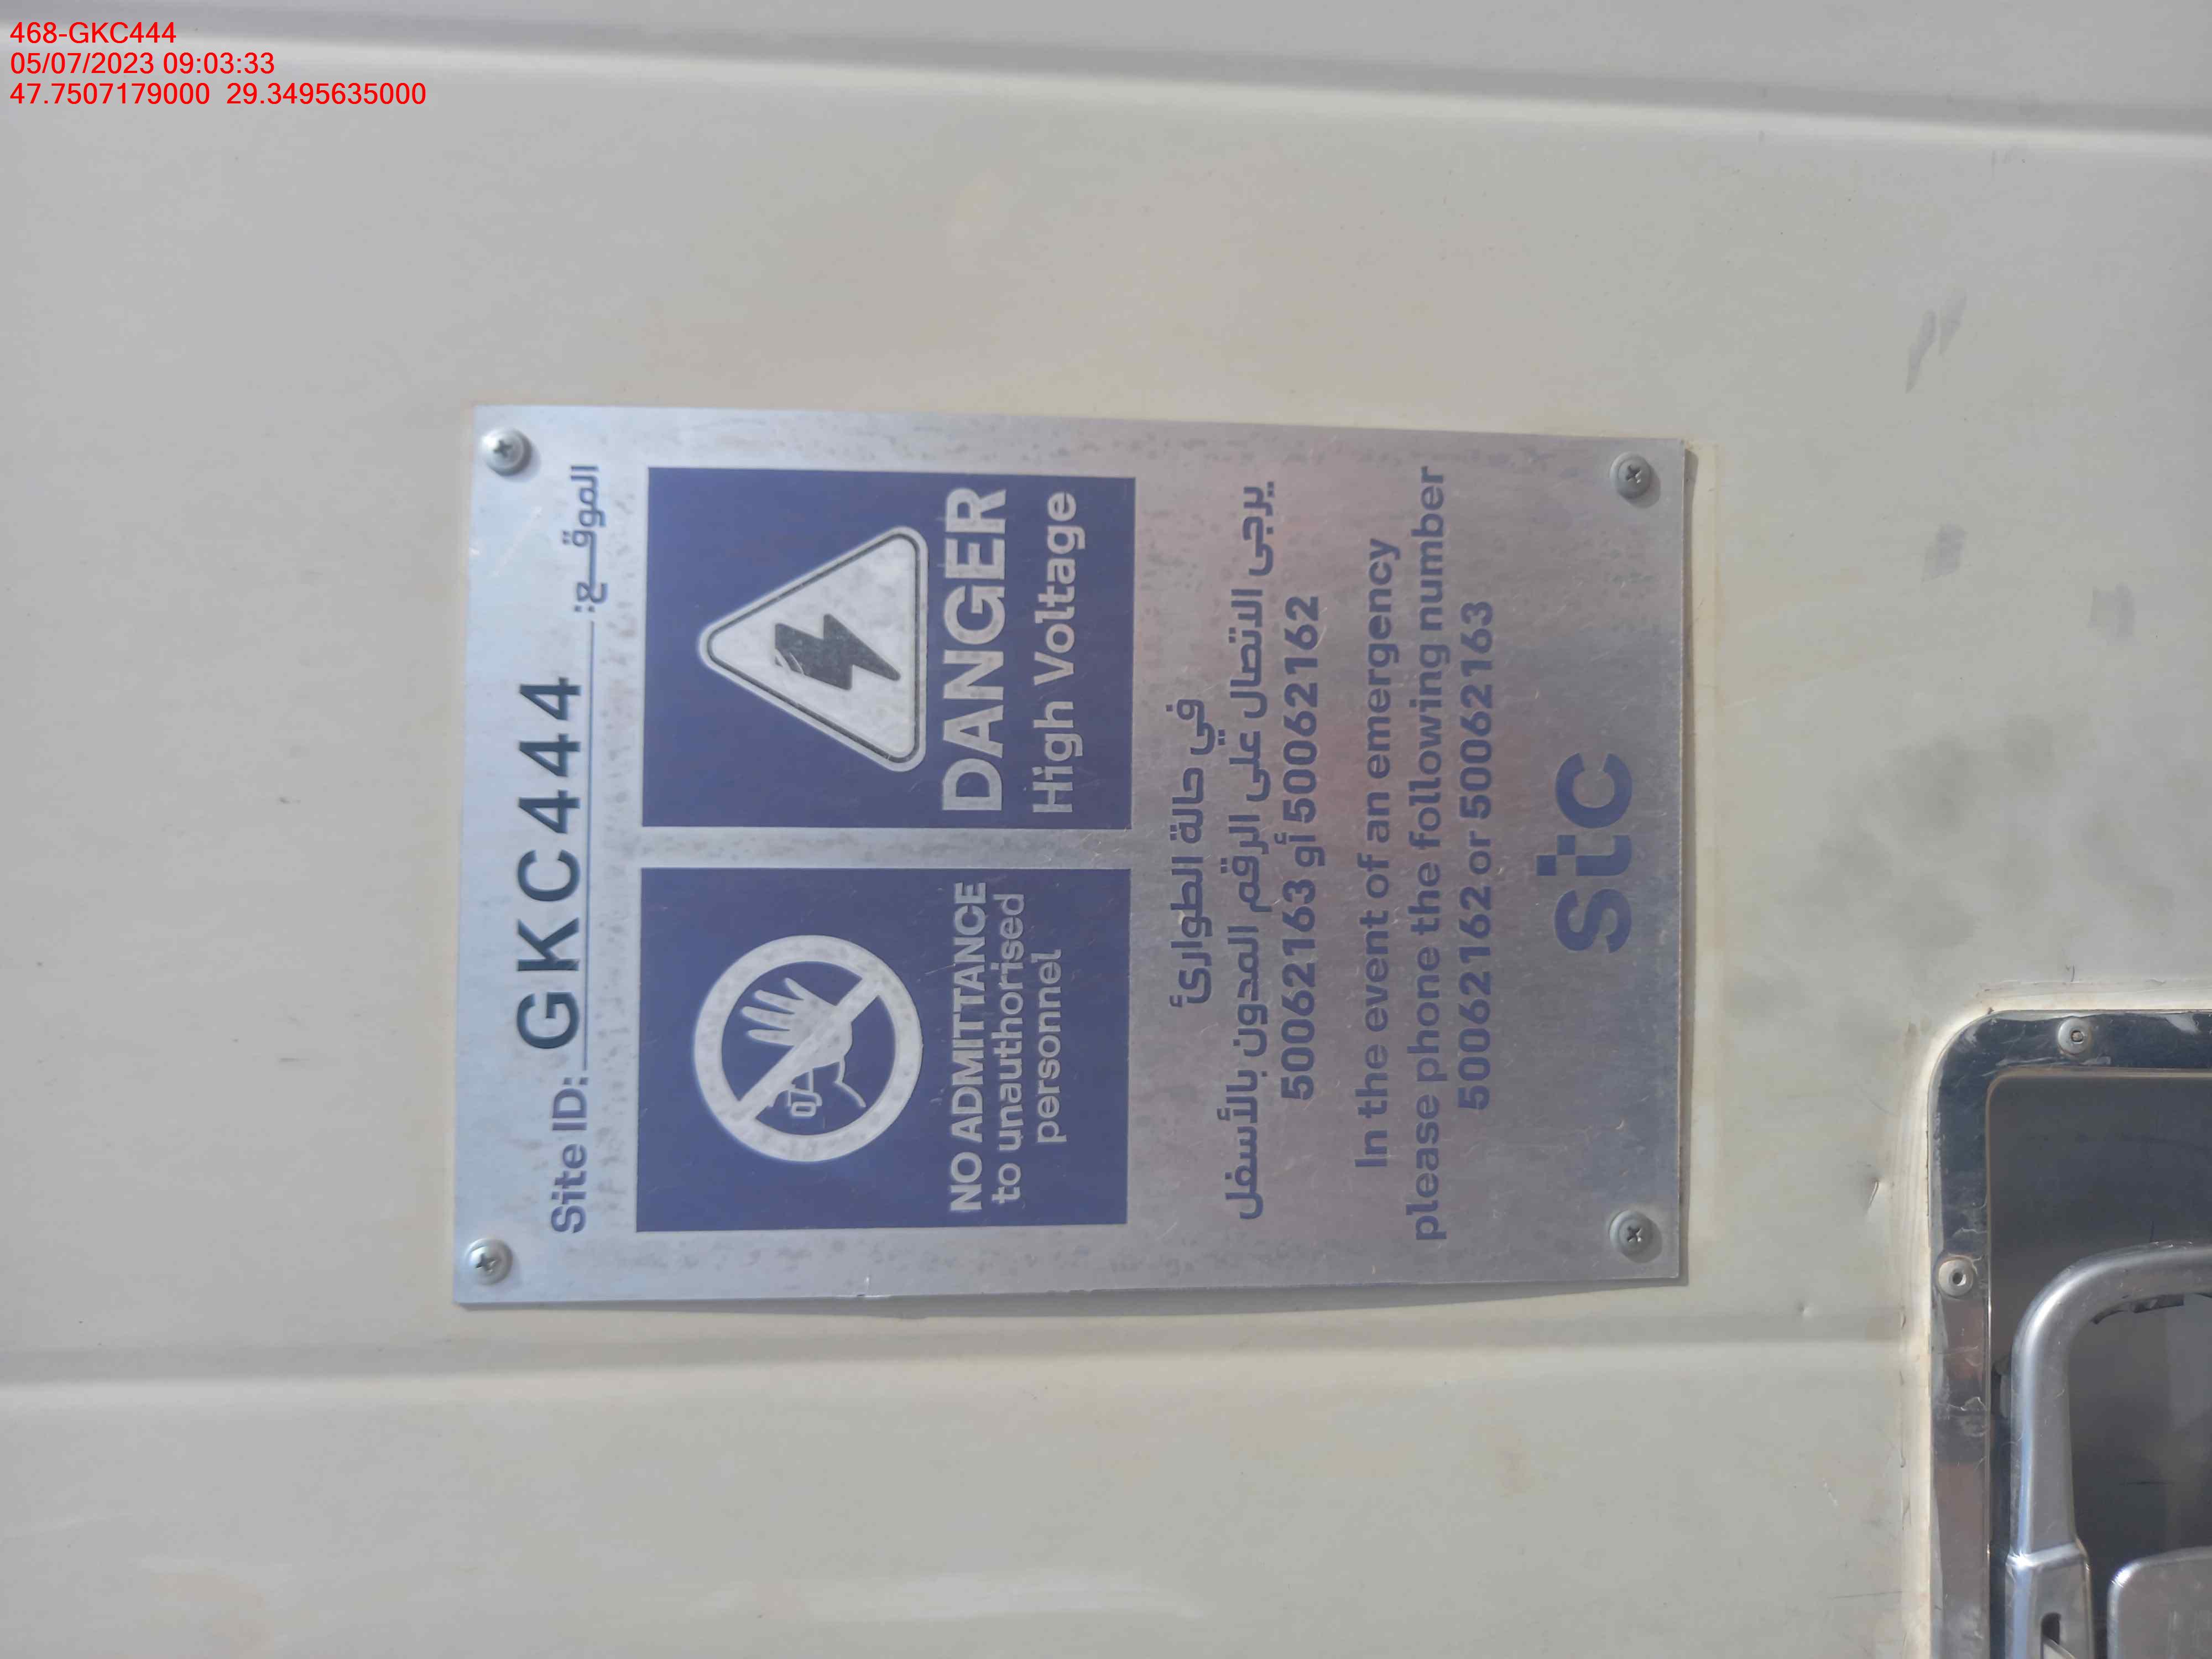 468-GKC444
05/07/2023 09:03:33
47.7507179000 29.3495635000
Site ID: GKC444 الموقـع:
NO ADMITTANCE
to unauthorised
personnel
DANGER
High Voltage
في حالة الطوارئ
يرجى الاتصال على الرقم المدون بالأسفل
50062163 أو 50062162
In the event of an emergency
please phone the following number
50062162 or 50062163
stc